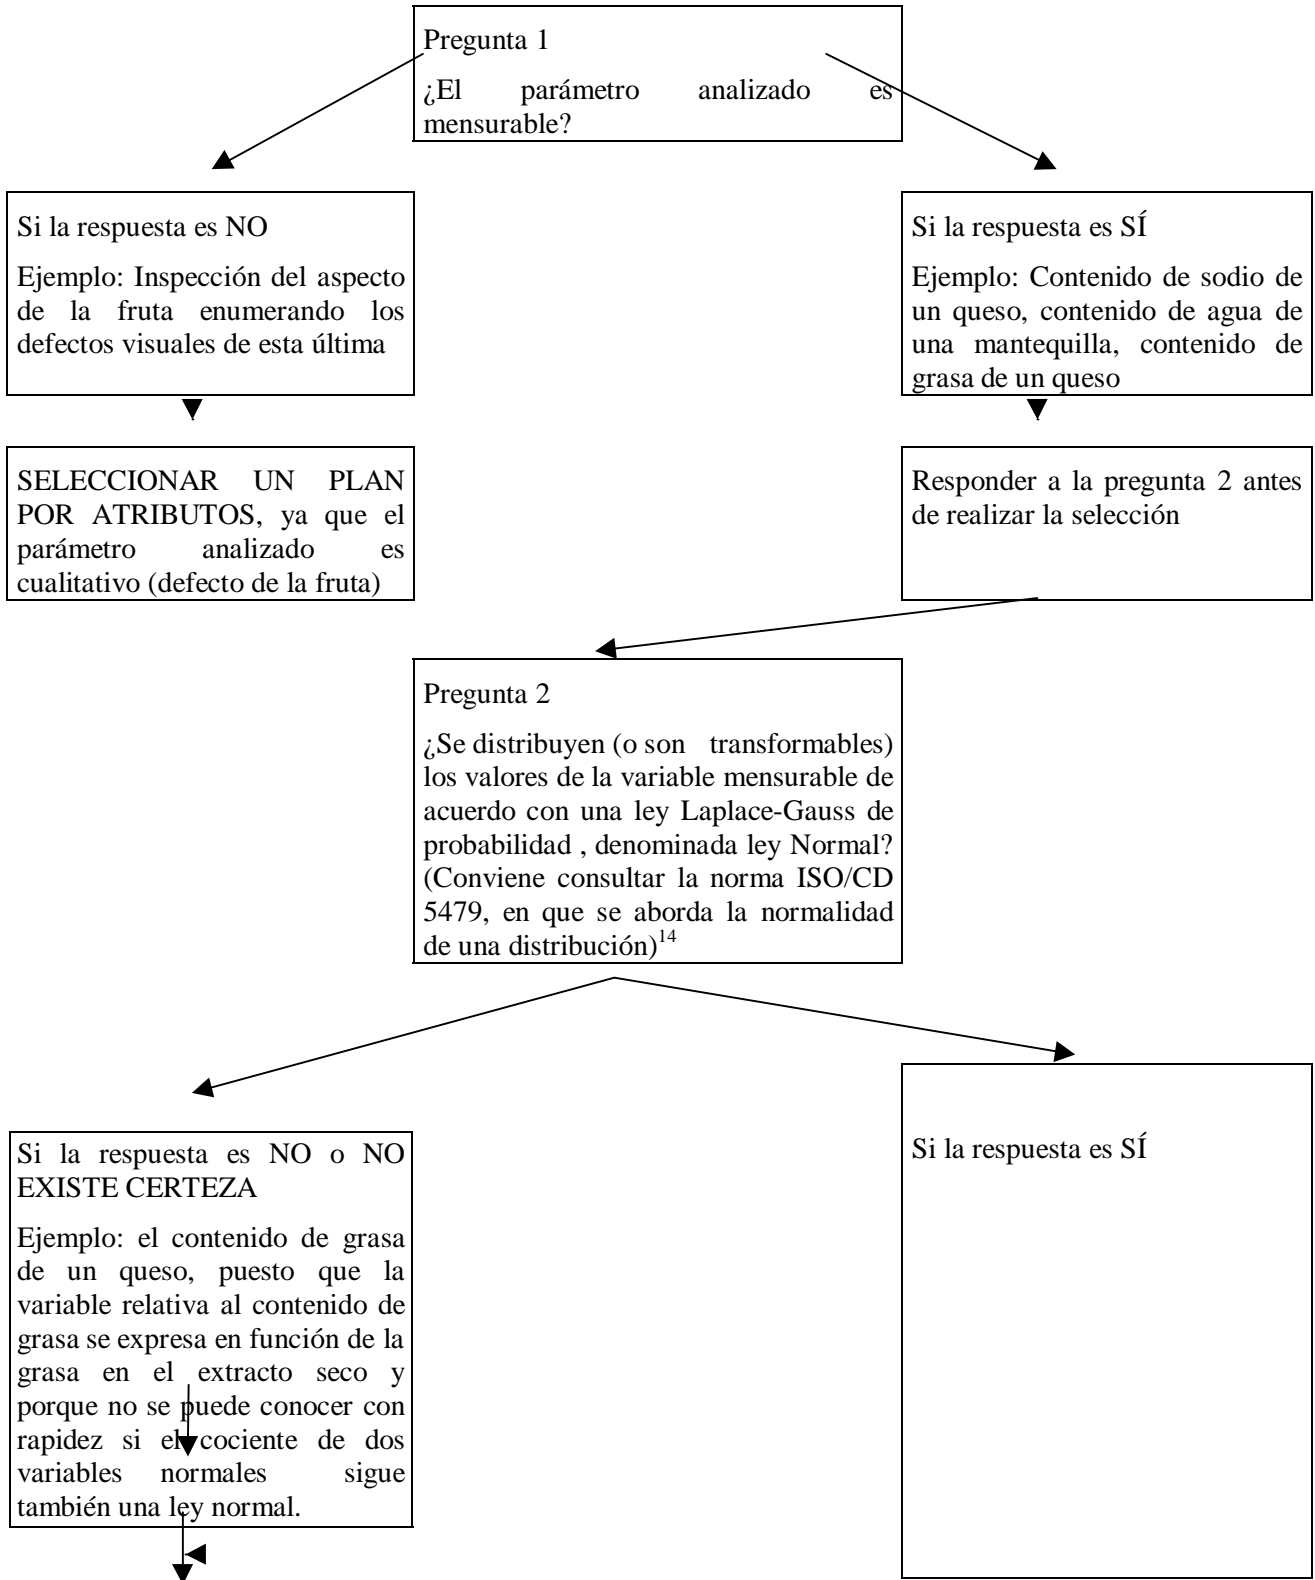 Pregunta 1
¿El parámetro analizado es
mensurable?
Si la respuesta es NO
Ejemplo: Inspección del aspecto
de la fruta enumerando los
defectos visuales de esta última
Si la respuesta es SÍ
Ejemplo: Contenido de sodio de
un queso, contenido de agua de
una mantequilla, contenido de
grasa de un queso
SELECCIONAR UN PLAN
POR ATRIBUTOS, ya que el
parámetro analizado es
cualitativo (defecto de la fruta)
Responder a la pregunta 2 antes
de realizar la selección
Pregunta 2
¿Se distribuyen (o son transformables)
los valores de la variable mensurable de
acuerdo con una ley Laplace-Gauss de
probabilidad , denominada ley Normal?
(Conviene consultar la norma ISO/CD
5479, en que se aborda la normalidad
de una distribución)14
Si la respuesta es NO o NO
EXISTE CERTEZA
Ejemplo: el contenido de grasa
de un queso, puesto que la
variable relativa al contenido de
grasa se expresa en función de la
grasa en el extracto seco y
porque no se puede conocer con
rapidez si el cociente de dos
variables normales sigue
también una ley normal.
Si la respuesta es SÍ